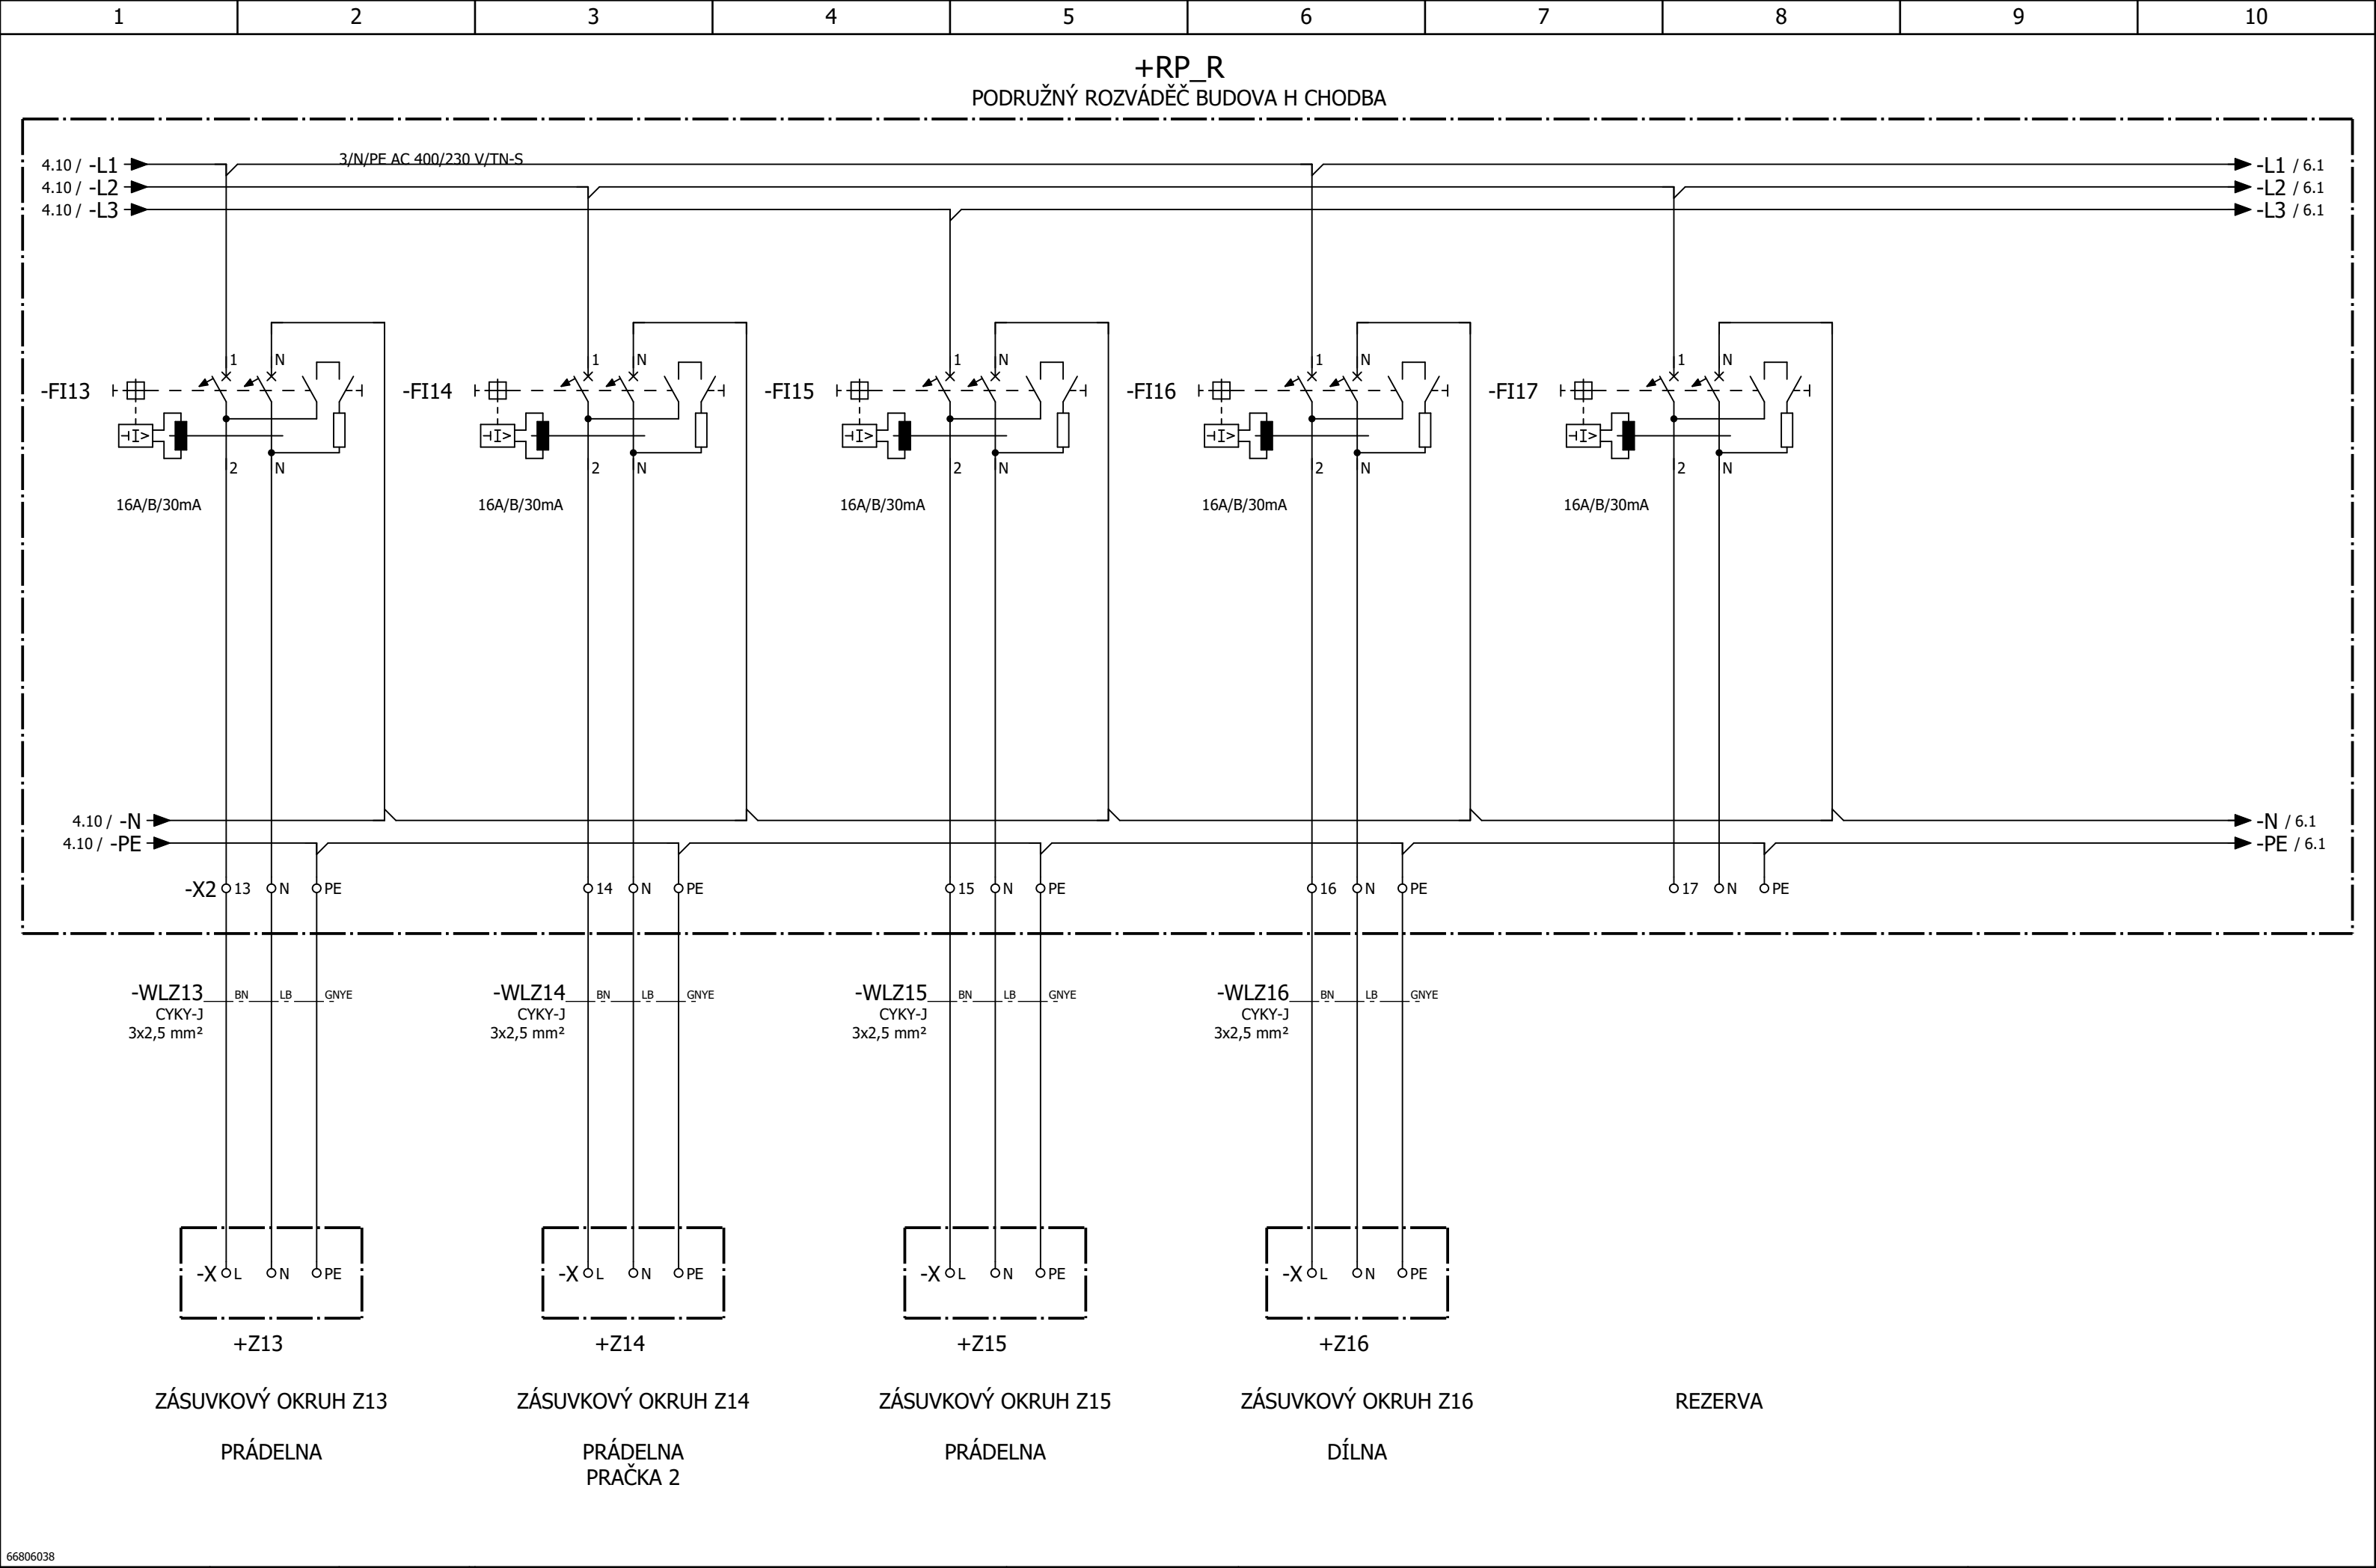 1 2 3 4 5 6 7 8 9 10
+RP_R
PODRUŽNÝ ROZVÁDĚČ BUDOVA H CHODBA
4.10 / -L1 3/N/PE AC 400/230 V/TN-S -L1 / 6.1
4.10 / -L2 -L2 / 6.1
4.10 / -L3 -L3 / 6.1
1 N 1 N 1 N 1 N 1 N
-FI13 -FI14 -FI15 -FI16 -FI17
I> I> I> I> I>
2 N 2 N 2 N 2 N 2 N
16A/B/30mA 16A/B/30mA 16A/B/30mA 16A/B/30mA 16A/B/30mA
4.10 / -N -N / 6.1
4.10 / -PE -PE / 6.1
-X2 13 N PE 14 N PE 15 N PE 16 N PE 17 N PE
-WLZ13 BN LB GNYE -WLZ14 BN LB GNYE -WLZ15 BN LB GNYE -WLZ16 BN LB GNYE
CYKY-J CYKY-J CYKY-J CYKY-J
3x2,5 mm² 3x2,5 mm² 3x2,5 mm² 3x2,5 mm²
-X L N PE -X L N PE -X L N PE -X L N PE
+Z13 +Z14 +Z15 +Z16
ZÁSUVKOVÝ OKRUH Z13 ZÁSUVKOVÝ OKRUH Z14 ZÁSUVKOVÝ OKRUH Z15 ZÁSUVKOVÝ OKRUH Z16 REZERVA
PRÁDELNA PRÁDELNA PRÁDELNA DÍLNA
PRAČKA 2
66806038